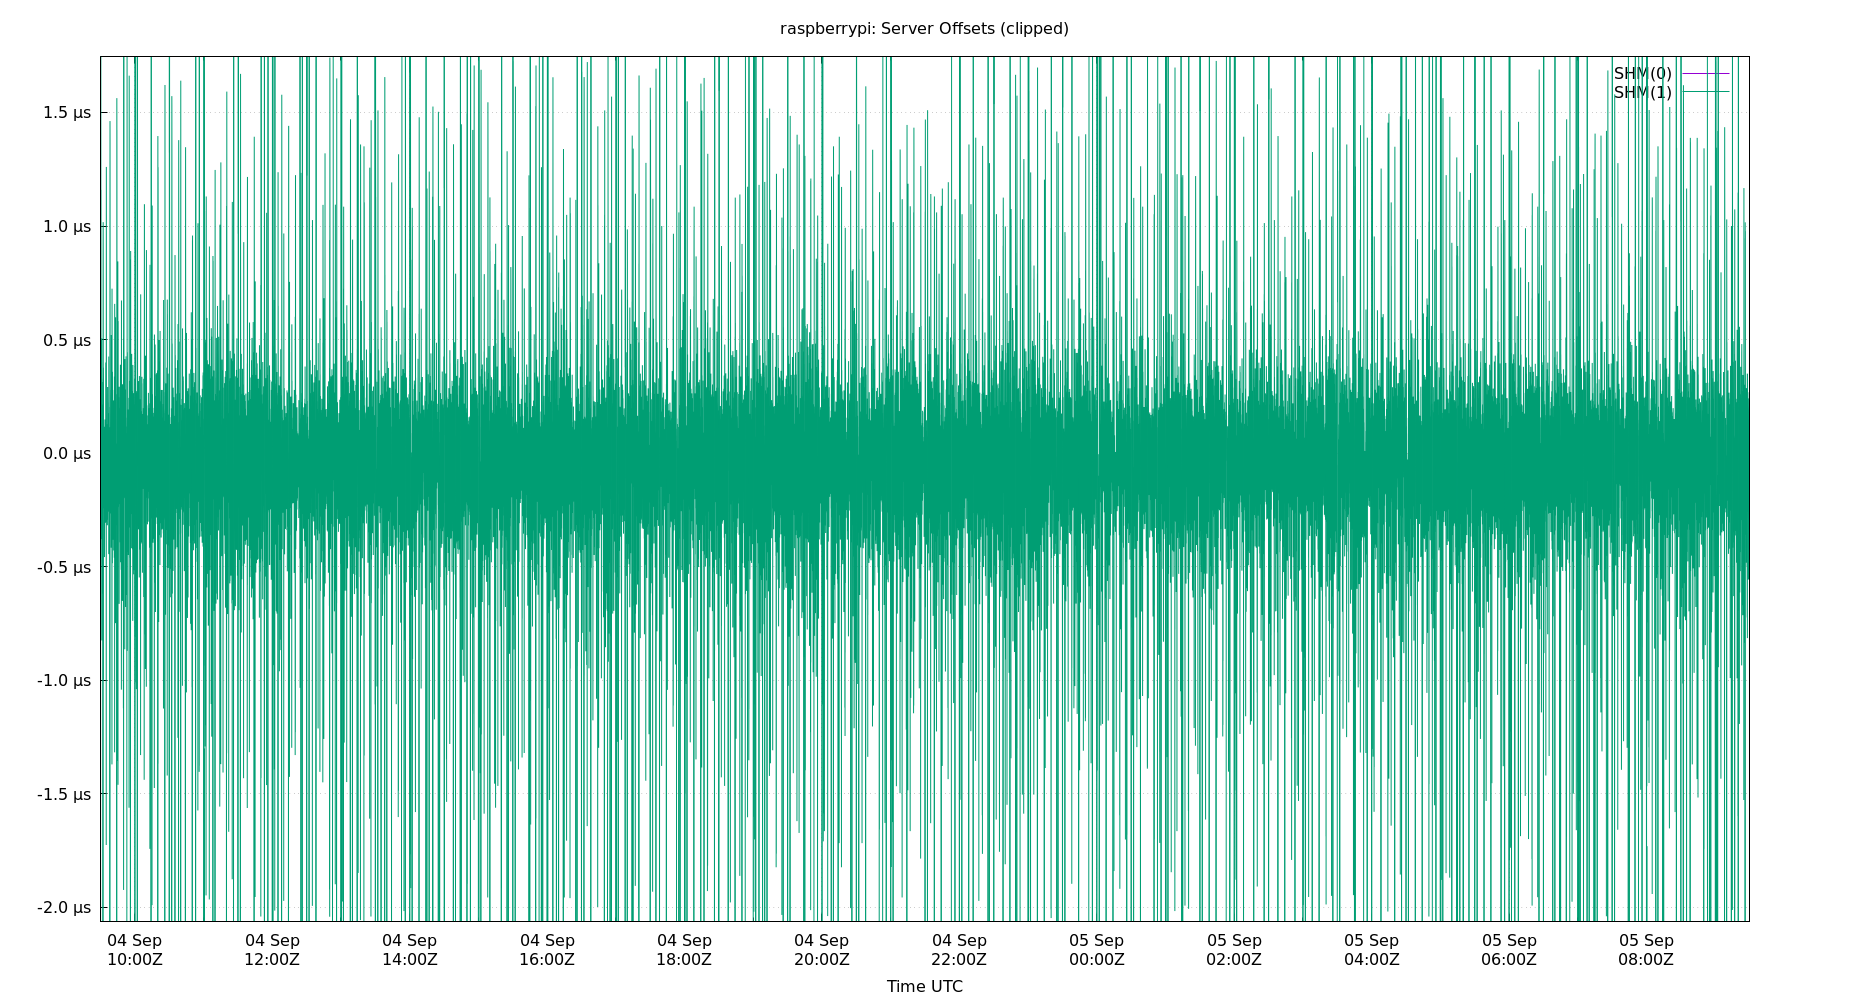 raspberrypi: Server Offsets (clipped)
SHM(0)
SHM(1)
1.5 µs
1.0 µs
0.5 µs
0.0 µs
-0.5 µs
-1.0 µs
-1.5 µs
-2.0 µs
04 Sep 04 Sep 04 Sep 04 Sep 04 Sep 04 Sep 04 Sep 05 Sep 05 Sep 05 Sep 05 Sep 05 Sep
10:00Z 12:00Z 14:00Z 16:00Z 18:00Z 20:00Z 22:00Z 00:00Z 02:00Z 04:00Z 06:00Z 08:00Z
Time UTC